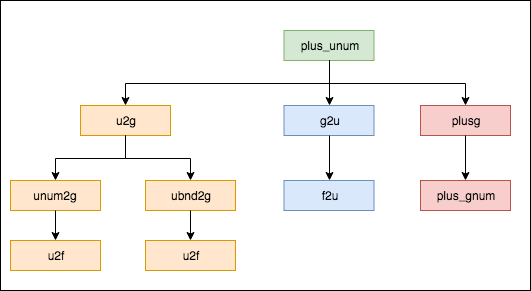 plus_unum
u2g
g2u
plusg
unum2g
ubnd2g
f2u
plus_gnum
u2f
u2f